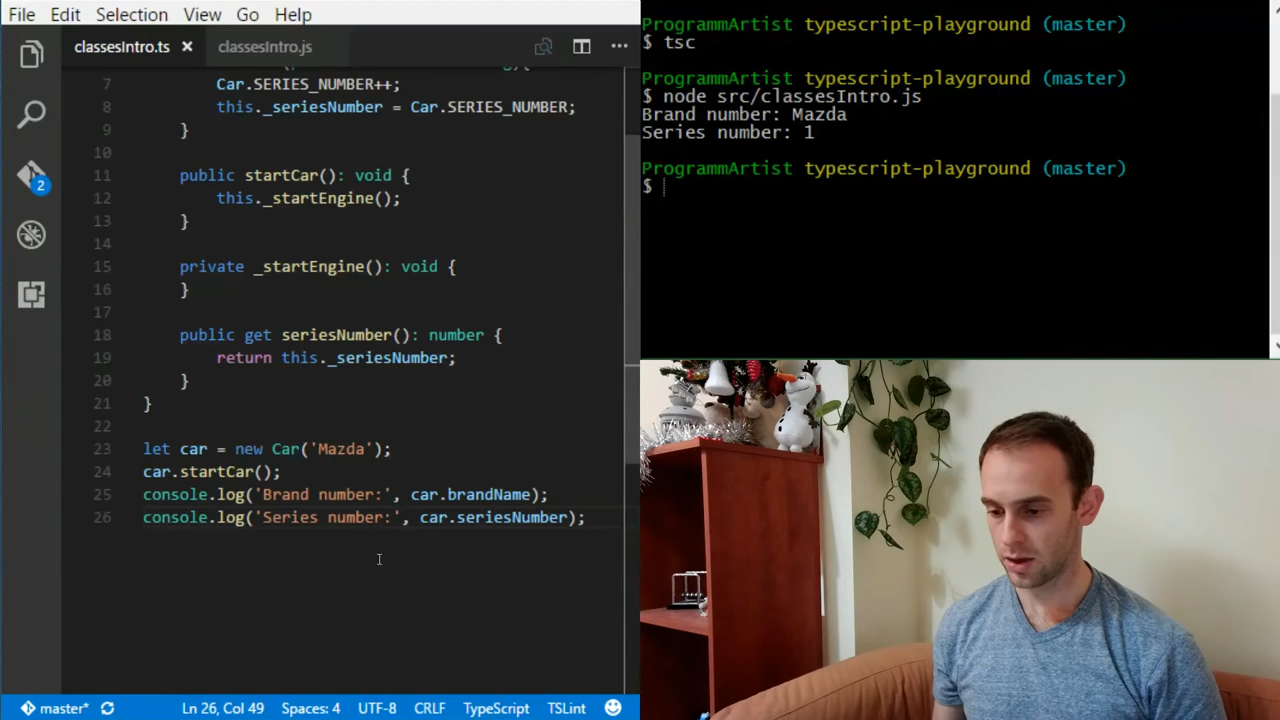 File Edit Selection View Go Help
classesIntro.ts classesIntro.js
7 Car.SERIES_NUMBER++;
8 this._seriesNumber = Car.SERIES_NUMBER;
9 }
10
11 public startCar(): void {
12 this._startEngine();
13 }
14
15 private _startEngine(): void {
16 }
17
18 public get seriesNumber(): number {
19 return this._seriesNumber;
20 }
21 }
22
23 let car = new Car('Mazda');
24 car.startCar();
25 console.log('Brand number:', car.brandName);
26 console.log('Series number:', car.seriesNumber);
2
master* Ln 26, Col 49 Spaces: 4 UTF-8 CRLF TypeScript TSLint
ProgrammArtist typescript-playground (master)
$ tsc
ProgrammArtist typescript-playground (master)
$ node src/classesIntro.js
Brand number: Mazda
Series number: 1
ProgrammArtist typescript-playground (master)
$